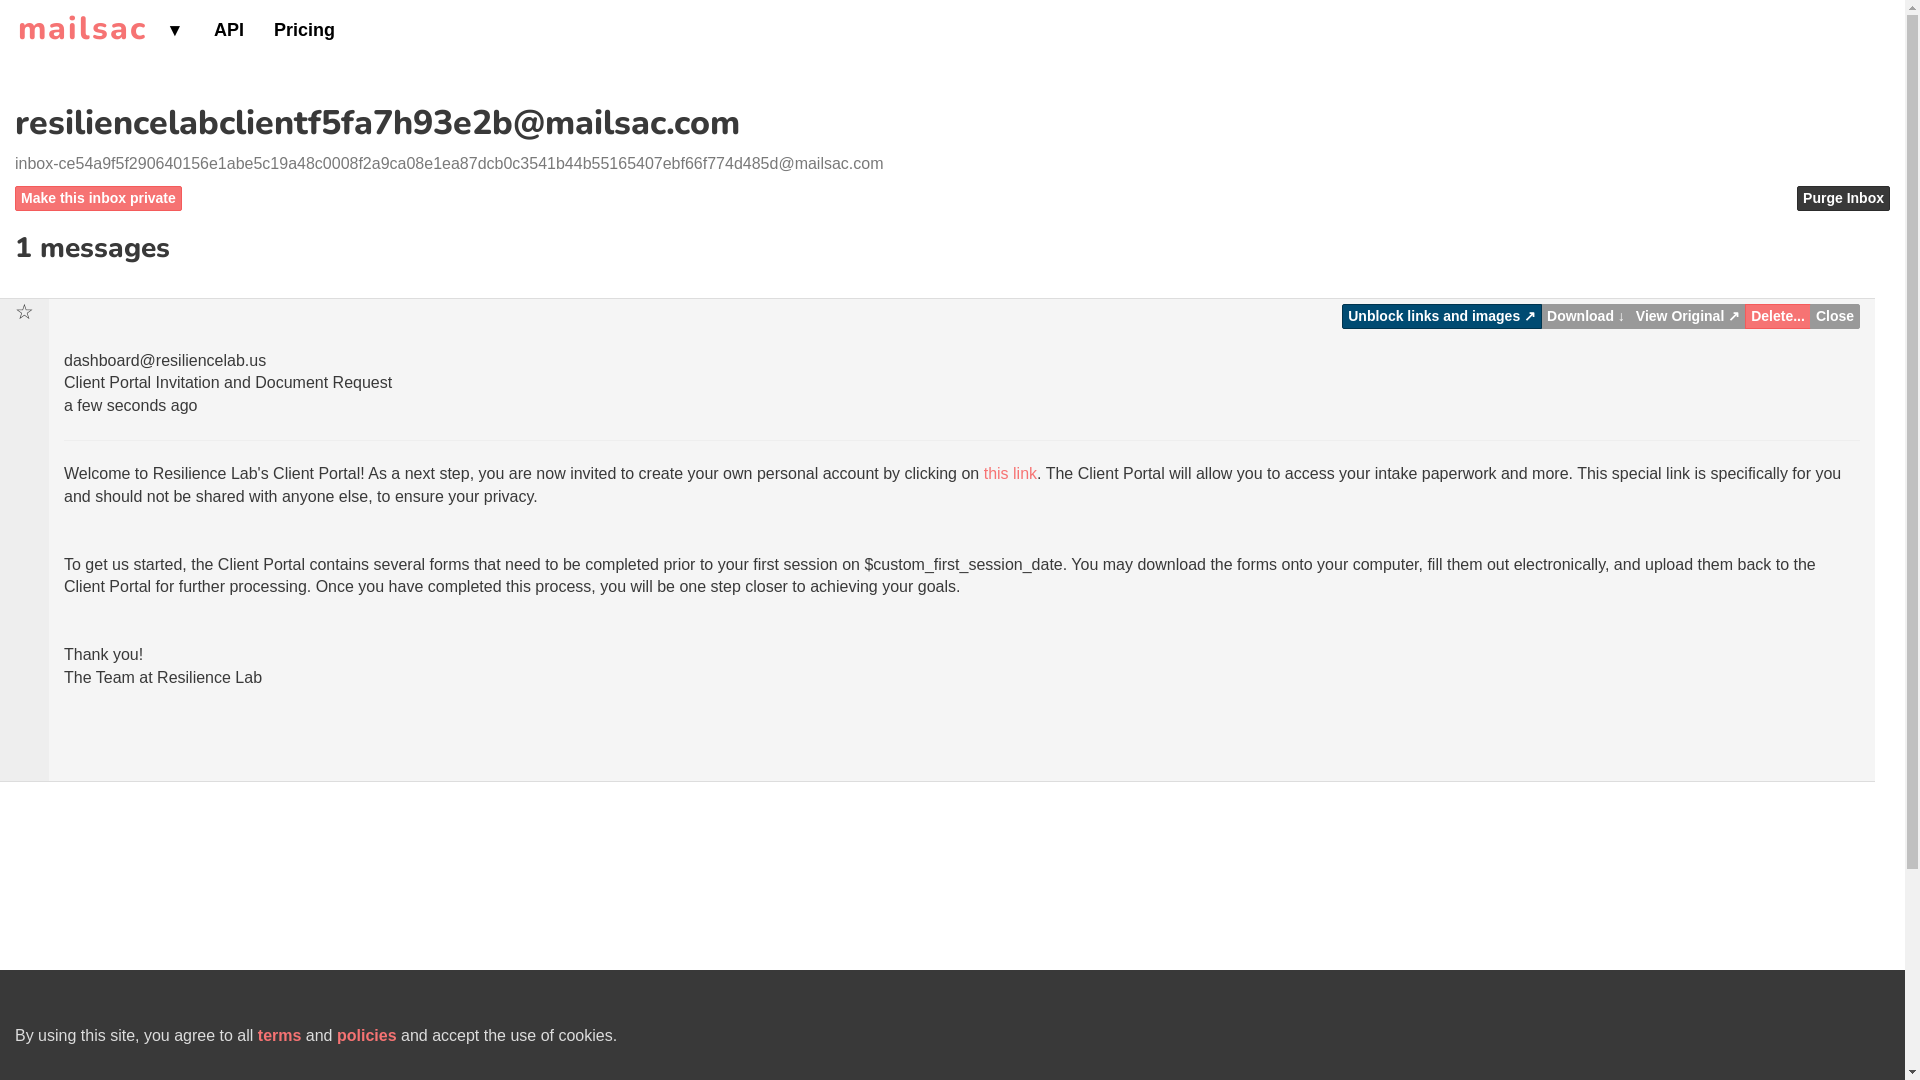 mailsac ▼ API Pricing
resiliencelabclientf5fa7h93e2b@mailsac.com
inbox-ce54a9f5f290640156e1abe5c19a48c0008f2a9ca08e1ea87dcb0c3541b44b55165407ebf66f774d485d@mailsac.com
Make this inbox private Purge Inbox
1 messages
☆ Unblock links and images ↗ Download ↓ View Original ↗ Delete... Close
dashboard@resiliencelab.us
Client Portal Invitation and Document Request
a few seconds ago
Welcome to Resilience Lab's Client Portal! As a next step, you are now invited to create your own personal account by clicking on this link. The Client Portal will allow you to access your intake paperwork and more. This special link is specifically for you
and should not be shared with anyone else, to ensure your privacy.
To get us started, the Client Portal contains several forms that need to be completed prior to your first session on $custom_first_session_date. You may download the forms onto your computer, fill them out electronically, and upload them back to the
Client Portal for further processing. Once you have completed this process, you will be one step closer to achieving your goals.
Thank you!
The Team at Resilience Lab
By using this site, you agree to all terms and policies and accept the use of cookies.